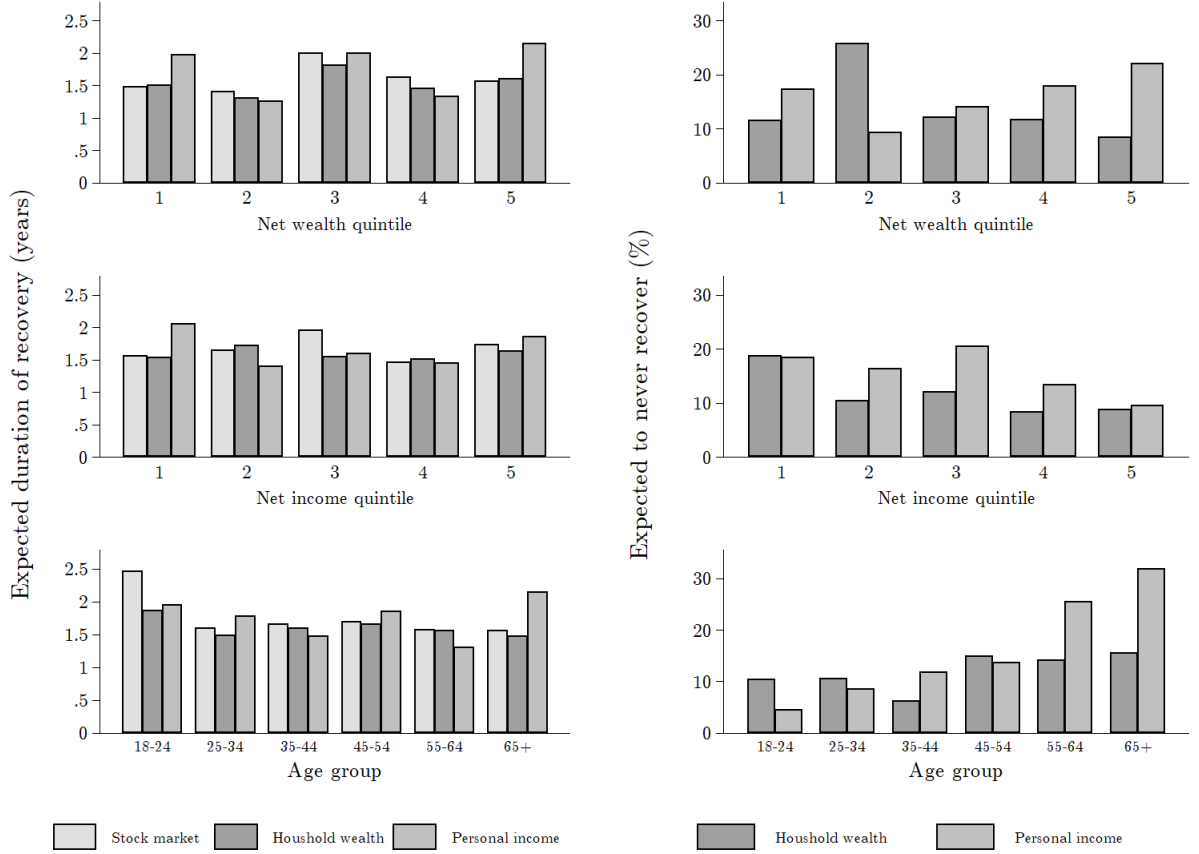 Expected duration of recovery (years)
2.5
2
1.5
1
.5
0
1 2 3 4 5
Net wealth quintile
2.5
2
1.5
1
.5
0
1 2 3 4 5
Net income quintile
2.5
2
1.5
1
.5
0
18-24 25-34 35-44 45-54 55-64 65+
Age group
Stock market Houshold wealth Personal income
Expected to never recover (%)
30
20
10
0
1 2 3 4 5
Net wealth quintile
30
20
10
0
1 2 3 4 5
Net income quintile
30
20
10
0
18-24 25-34 35-44 45-54 55-64 65+
Age group
Houshold wealth Personal income